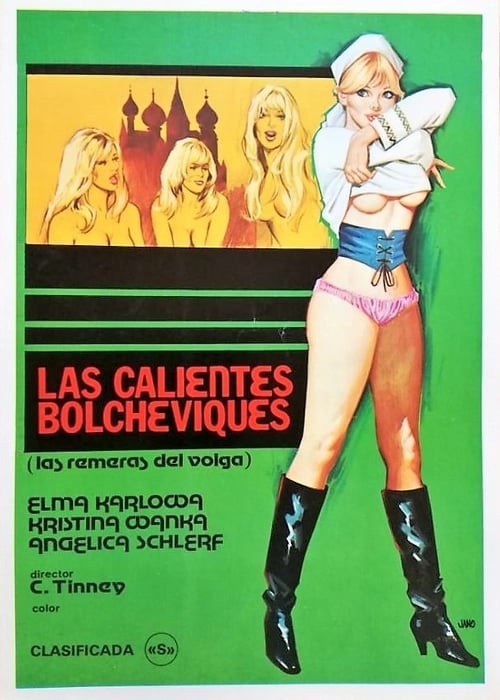 LAS CALIENTES
BOLCHEVIQUES
(las remeras del volga)
ELMA KARLOWA
KRISTINA WANKA
ANGELICA SCHLERF
director
C. Tinney
color
CLASIFICADA «S»
JANO